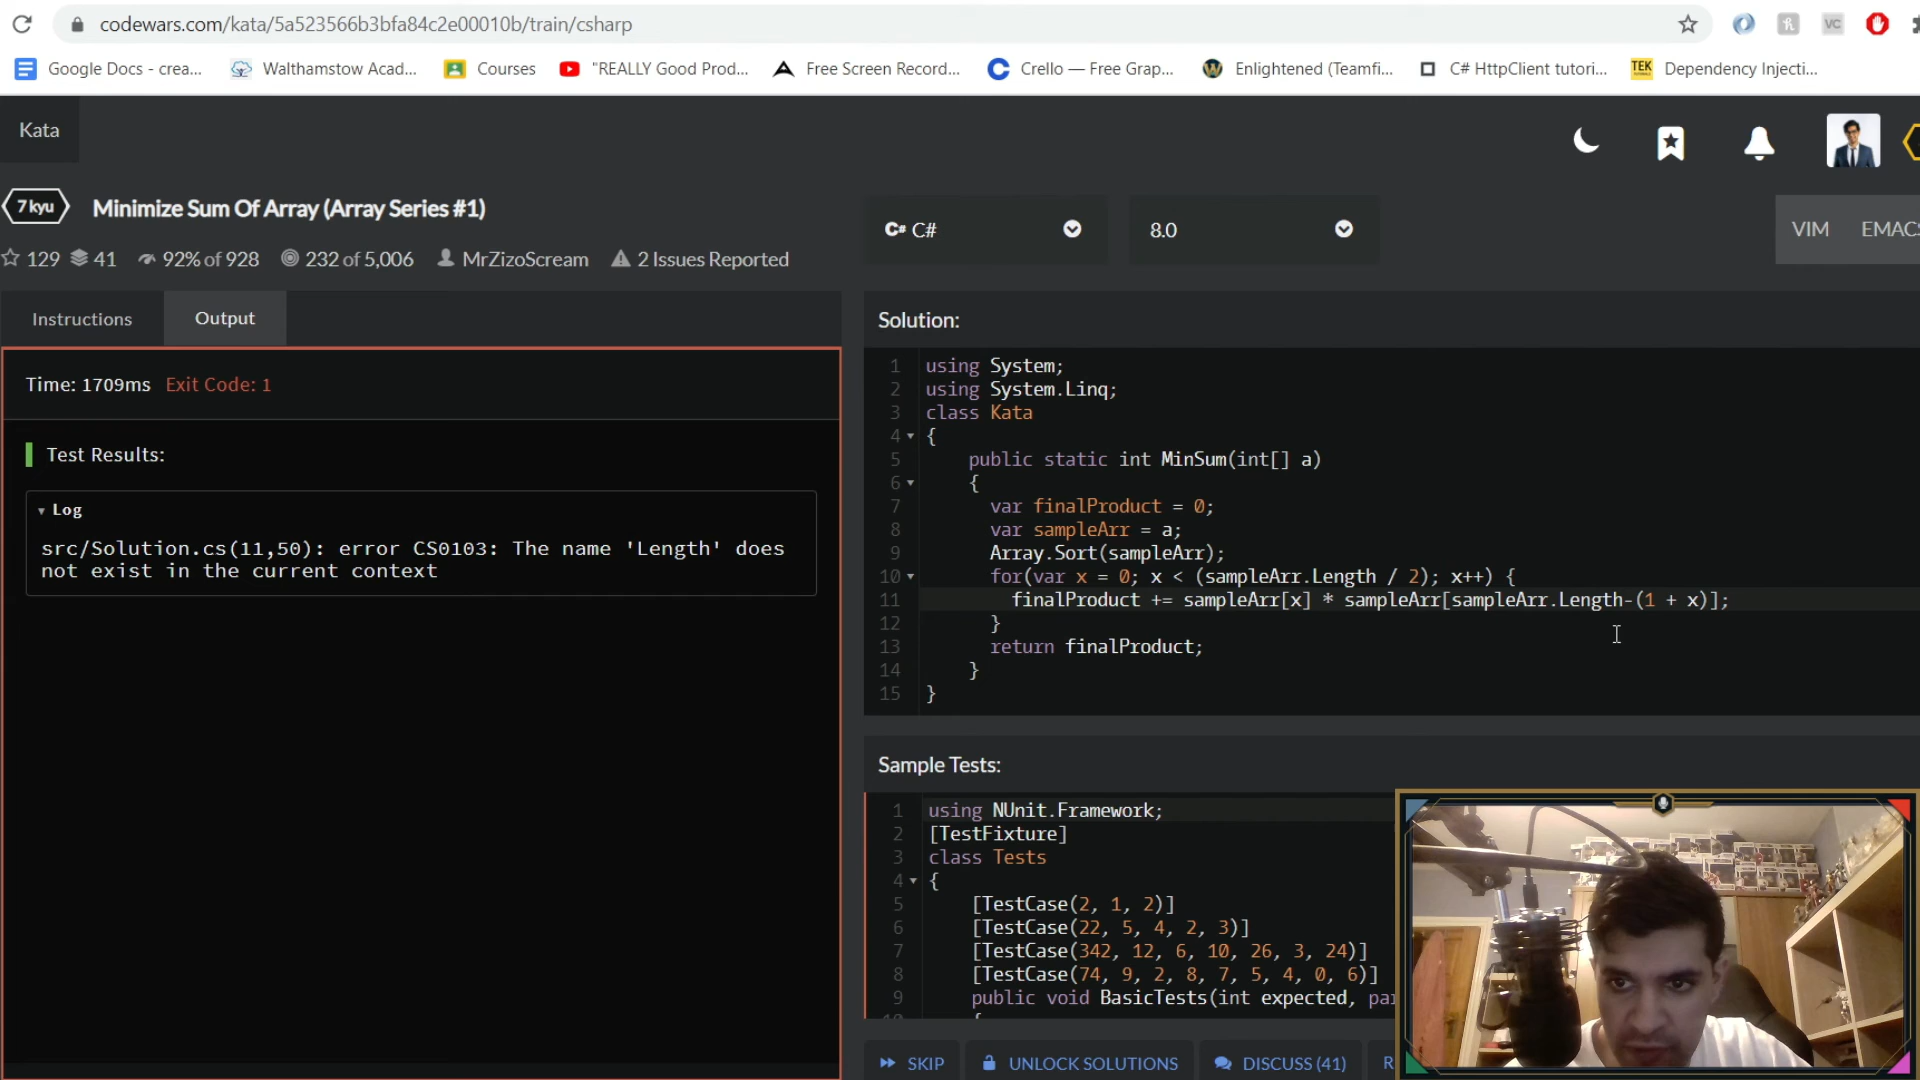 codewars.com/kata/5a523566b3bfa84c2e00010b/train/csharp
VC
Google Docs - crea...
Walthamstow Acad...
Courses
"REALLY Good Prod...
Free Screen Record...
Crello — Free Grap...
Enlightened (Teamfi...
C# HttpClient tutori...
TEK
Dependency Injecti...
Kata
7 kyu
Minimize Sum Of Array (Array Series #1)
129
41
92% of 928
232 of 5,006
MrZizoScream
2 Issues Reported
C# C#
8.0
VIM
EMACS
Instructions
Output
Time: 1709ms Exit Code: 1
Test Results:
Log
src/Solution.cs(11,50): error CS0103: The name 'Length' does
not exist in the current context
Solution:
1 using System;
2 using System.Linq;
3 class Kata
4 {
5 public static int MinSum(int[] a)
6 {
7 var finalProduct = 0;
8 var sampleArr = a;
9 Array.Sort(sampleArr);
10 for(var x = 0; x < (sampleArr.Length / 2); x++) {
11 finalProduct += sampleArr[x] * sampleArr[sampleArr.Length-(1 + x)];
12 }
13 return finalProduct;
14 }
15 }
Sample Tests:
1 using NUnit.Framework;
2 [TestFixture]
3 class Tests
4 {
5 [TestCase(2, 1, 2)]
6 [TestCase(22, 5, 4, 2, 3)]
7 [TestCase(342, 12, 6, 10, 26, 3, 24)]
8 [TestCase(74, 9, 2, 8, 7, 5, 4, 0, 6)]
9 public void BasicTests(int expected, par
10 {
SKIP
UNLOCK SOLUTIONS
DISCUSS (41)
R